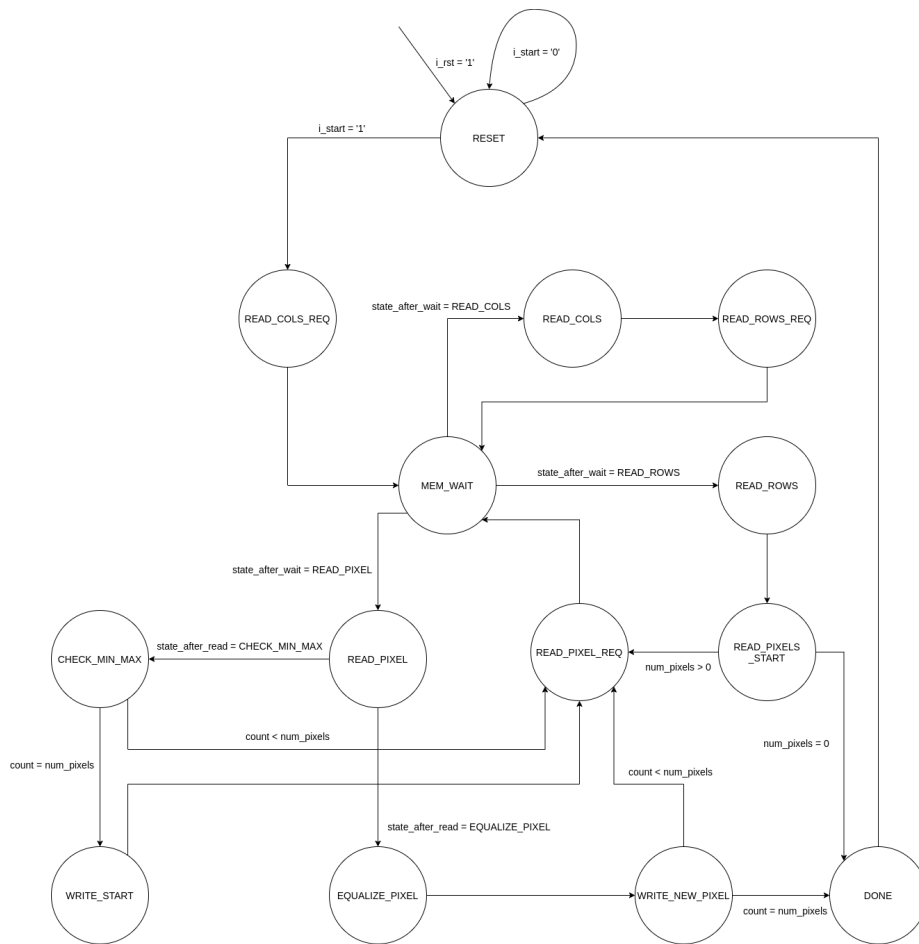 i_start = '0'
i_rst = '1'
i_start = '1'
RESET
state_after_wait = READ_COLS
READ_COLS_REQ
READ_COLS
READ_ROWS_REQ
state_after_wait = READ_ROWS
MEM_WAIT
READ_ROWS
state_after_wait = READ_PIXEL
state_after_read = CHECK_MIN_MAX
CHECK_MIN_MAX
READ_PIXEL
READ_PIXEL_REQ
READ_PIXELS
_START
num_pixels > 0
count < num_pixels
num_pixels = 0
count = num_pixels
count < num_pixels
state_after_read = EQUALIZE_PIXEL
WRITE_START
EQUALIZE_PIXEL
WRITE_NEW_PIXEL
DONE
count = num_pixels